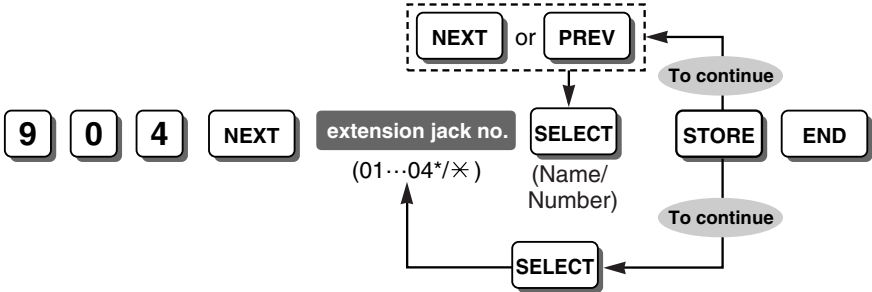 NEXT or PREV
To continue
9 0 4 NEXT extension jack no. SELECT STORE END
(01···04*/✳)
(Name/
Number)
To continue
SELECT